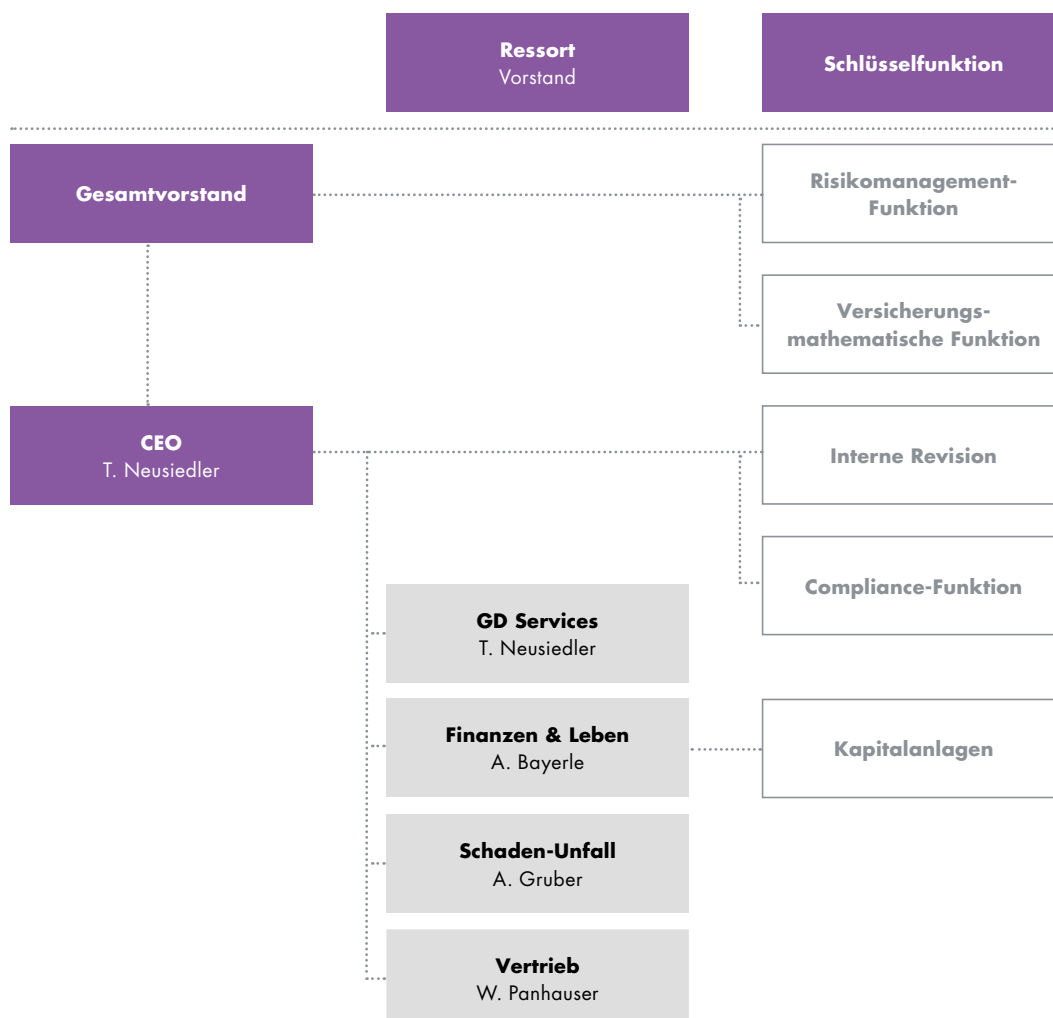 Ressort
Vorstand
Schlüsselfunktion
Gesamtvorstand
Risikomanagement-
Funktion
Versicherungs-
mathematische Funktion
CEO
T. Neusiedler
Interne Revision
Compliance-Funktion
GD Services
T. Neusiedler
Finanzen & Leben
A. Bayerle
Kapitalanlagen
Schaden-Unfall
A. Gruber
Vertrieb
W. Panhauser